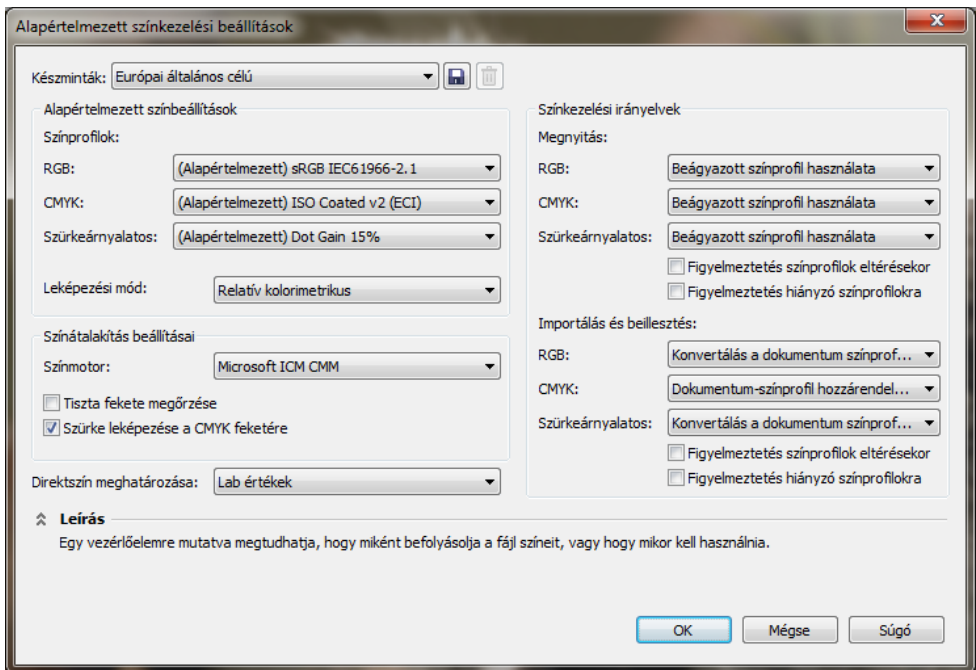 Alapértelmezett színkezelési beállítások
Készminták: Európai általános célú
Alapértelmezett színbeállítások
Színprofilok:
RGB: (Alapértelmezett) sRGB IEC61966-2.1
CMYK: (Alapértelmezett) ISO Coated v2 (ECI)
Szürkeárnyalatos: (Alapértelmezett) Dot Gain 15%
Leképezési mód: Relatív kolorimetrikus
Színátalakítás beállításai
Színmotor: Microsoft ICM CMM
Tiszta fekete megőrzése
Szürke leképezése a CMYK feketére
Direktszín meghatározása: Lab értékek
Színkezelési irányelvek
Megnyitás:
RGB: Beágyazott színprofil használata
CMYK: Beágyazott színprofil használata
Szürkeárnyalatos: Beágyazott színprofil használata
Figyelmeztetés színprofilok eltérésekor
Figyelmeztetés hiányzó színprofilokra
Importálás és beillesztés:
RGB: Konvertálás a dokumentum színprof...
CMYK: Dokumentum-színprofil hozzárendel...
Szürkeárnyalatos: Konvertálás a dokumentum színprof...
Figyelmeztetés színprofilok eltérésekor
Figyelmeztetés hiányzó színprofilokra
Leírás
Egy vezérlőelemre mutatva megtudhatja, hogy miként befolyásolja a fájl színeit, vagy hogy mikor kell használnia.
OK Mégse Súgó